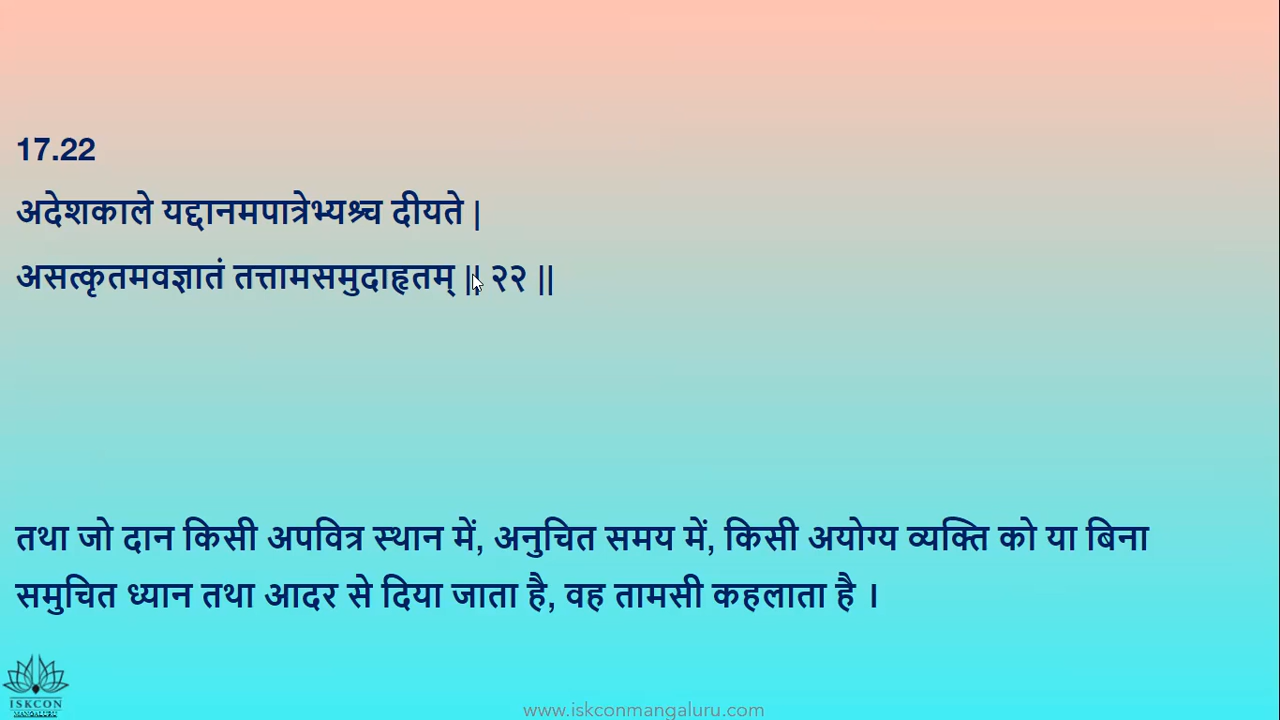 17.22
अदेशकाले यद्दानमपात्रेभ्यश्र्च दीयते |
असत्कृतमवज्ञातं तत्तामसमुदाहृतम् || २२ ||
तथा जो दान किसी अपवित्र स्थान में, अनुचित समय में, किसी अयोग्य व्यक्ति को या बिना
समुचित ध्यान तथा आदर से दिया जाता है, वह तामसी कहलाता है ।
ISKCON
MANGALURU
www.iskconmangaluru.com